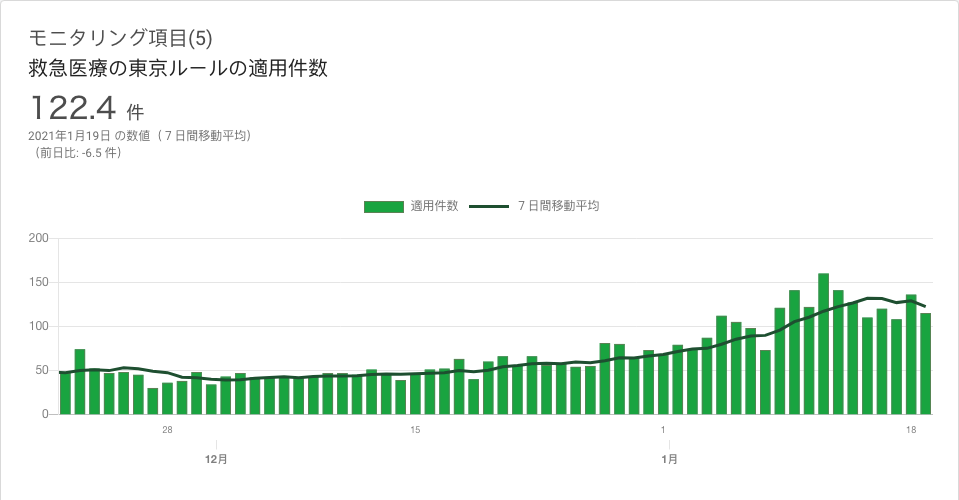 モニタリング項目(5)
救急医療の東京ルールの適用件数
122.4 件
2021年1月19日 の数値（７日間移動平均）
（前日比: -6.5 件）
適用件数 ７日間移動平均
200
150
100
50
0
28 15 1 18
12月 1月